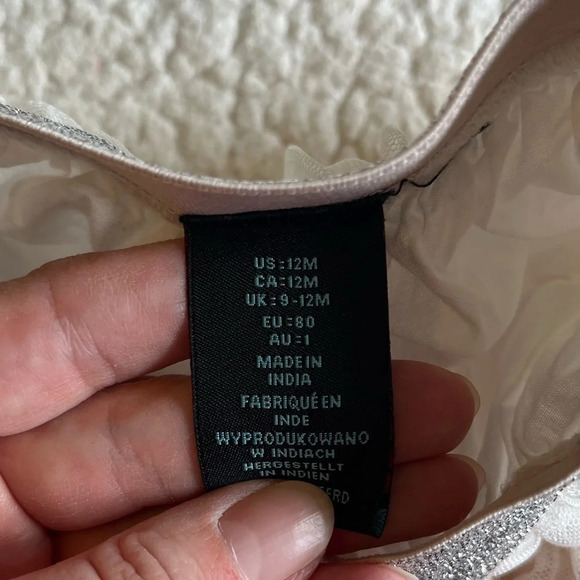 US:12M
CA:12M
UK:9-12M
EU:80
AU:1
MADE IN
INDIA
FABRIQUÉ EN
INDE
WYPRODUKOWANO
W INDIACH
HERGESTELLT
IN INDIEN